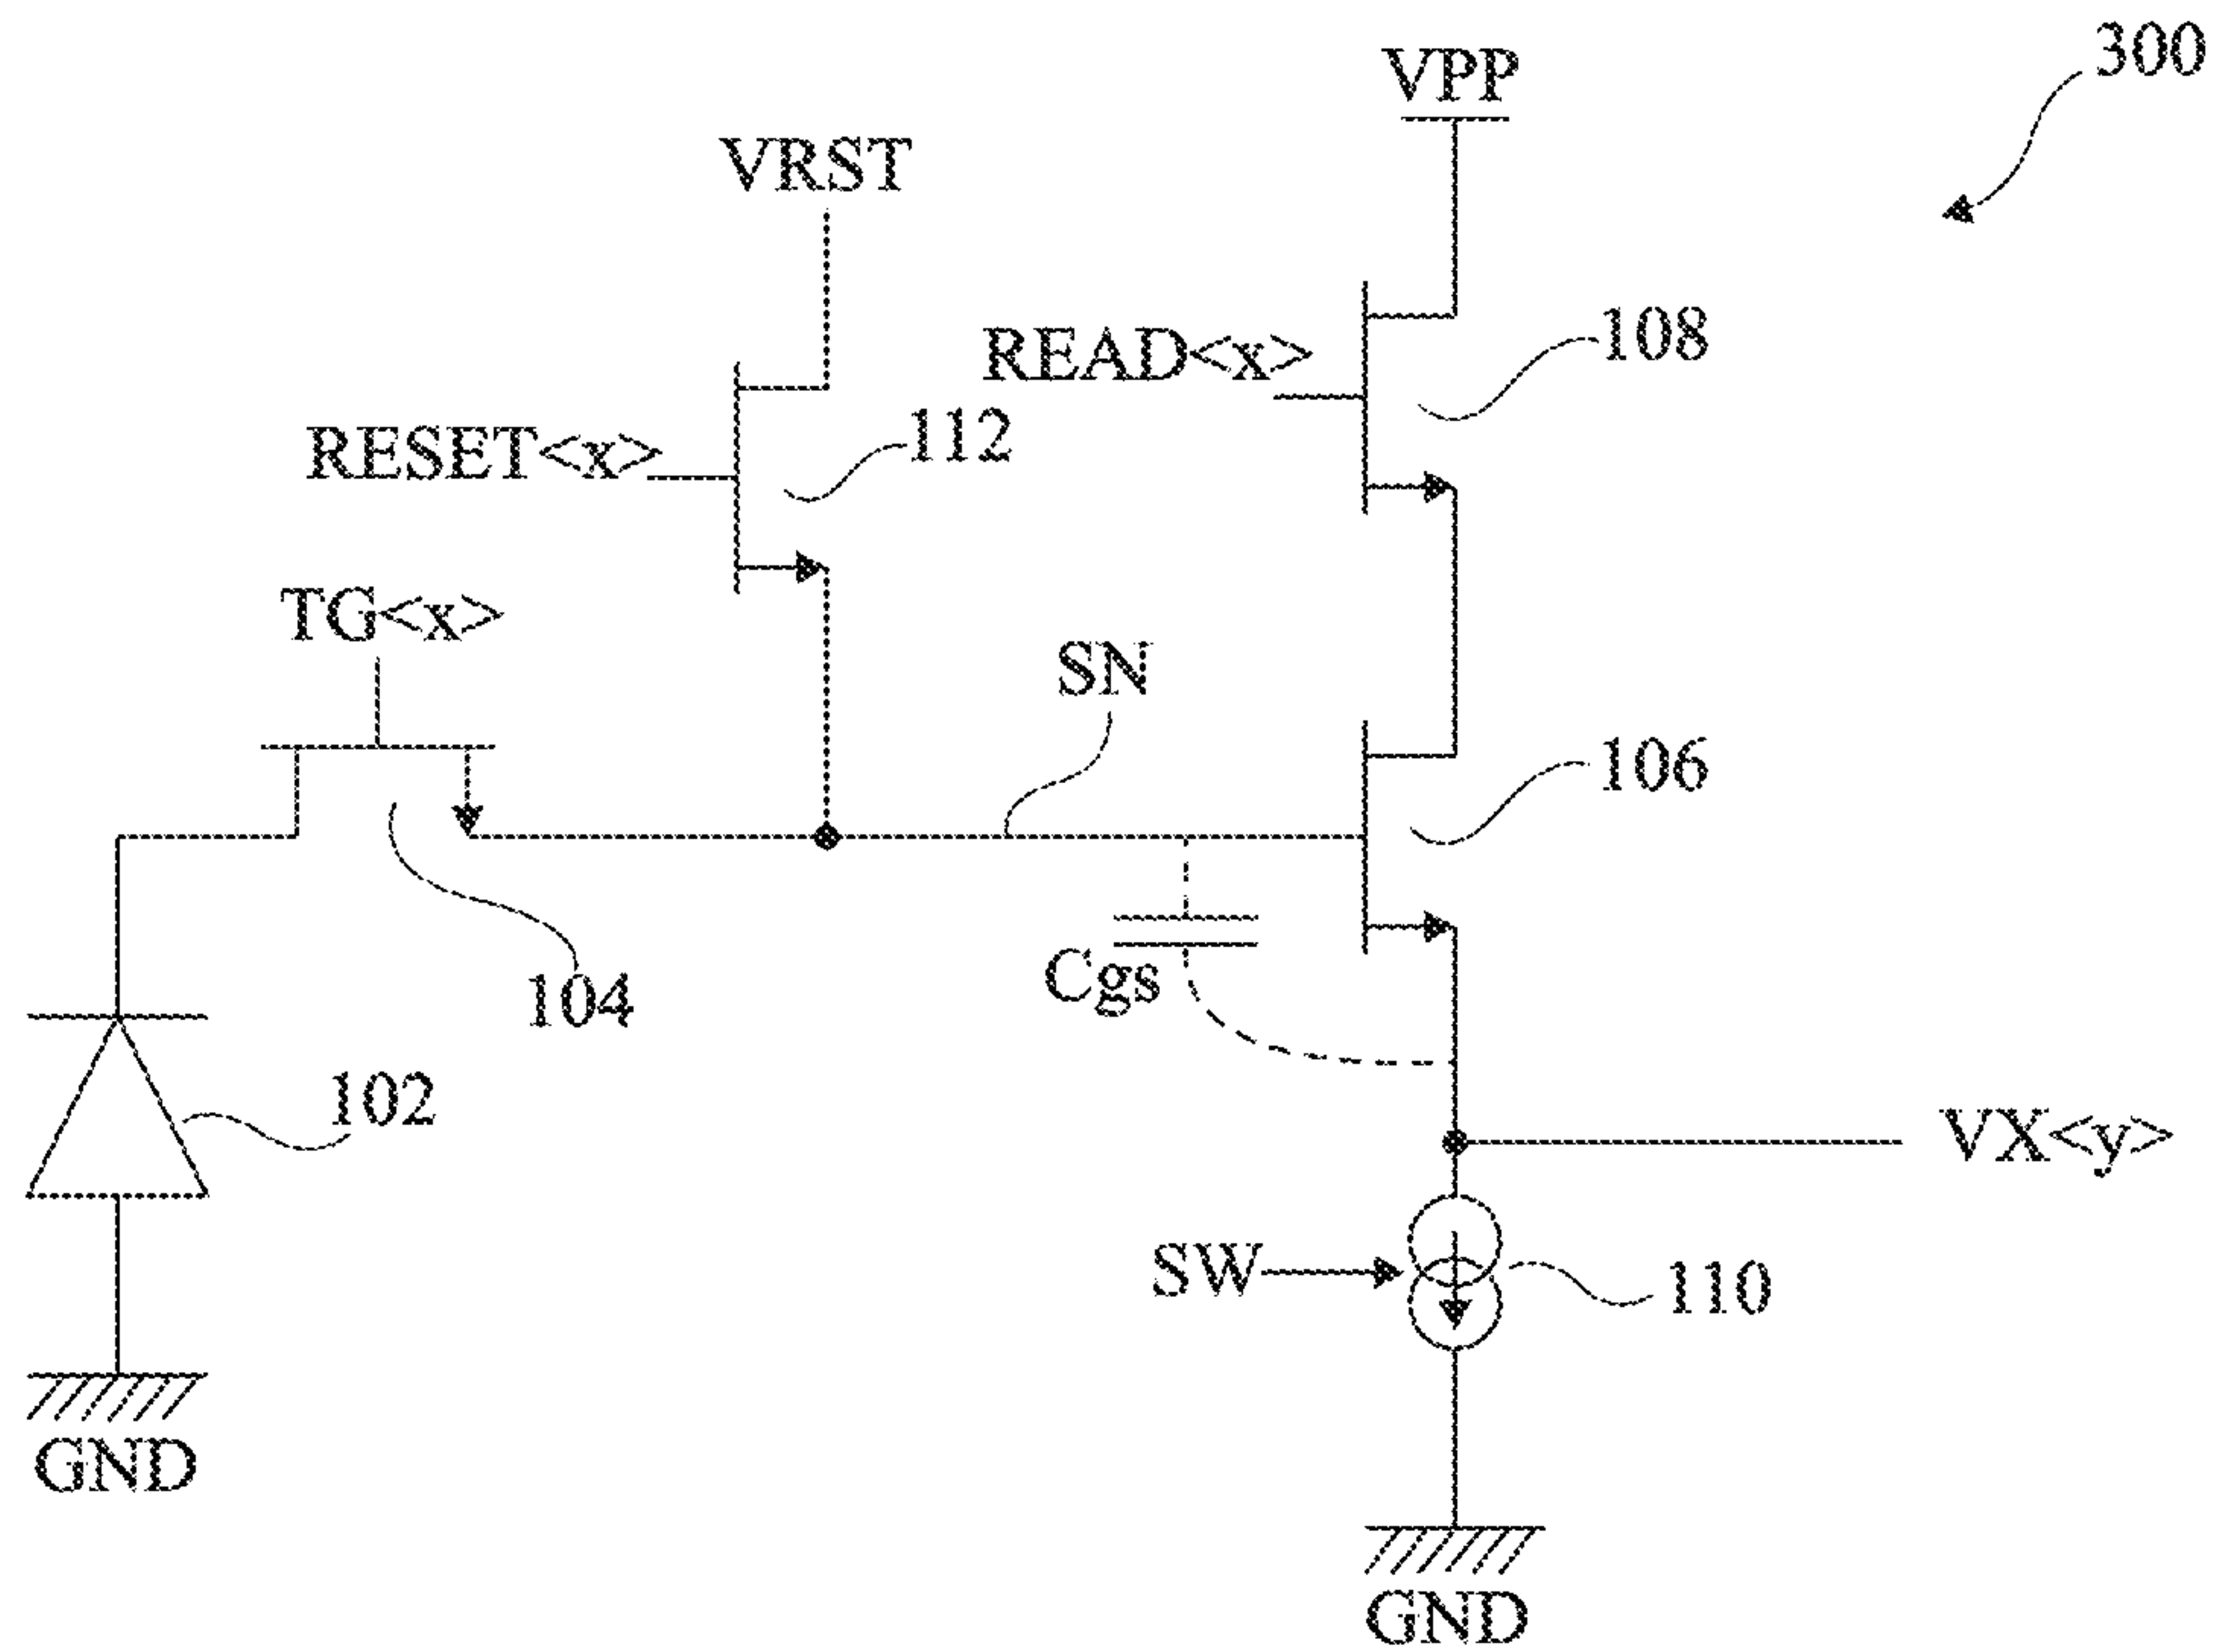 300
VPP
VRST
READ<x>
108
RESET<x>
112
TG<x>
SN
106
Cgs
104
102
VX<y>
SW
110
GND
GND